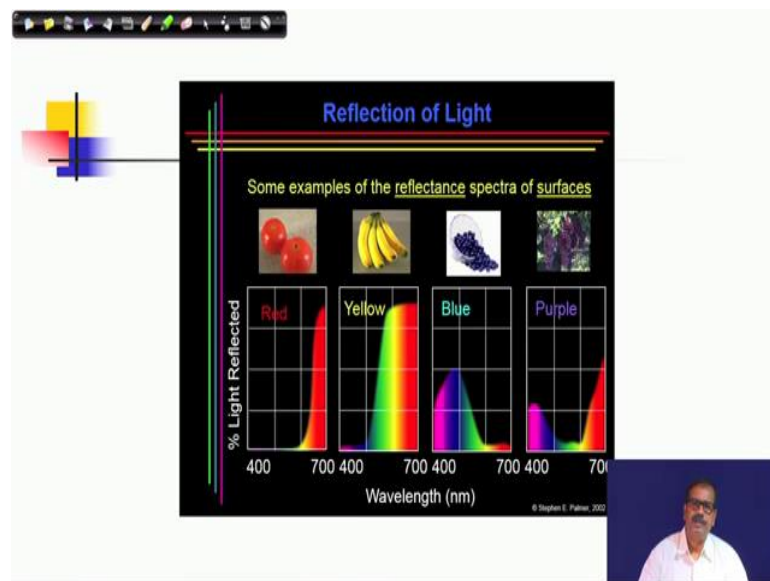 Reflection of Light
Some examples of the reflectance spectra of surfaces
Red Yellow Blue Purple
% Light Reflected
400 700 400 700 400 700 400 700
Wavelength (nm)
© Stephen E. Palmer, 2002